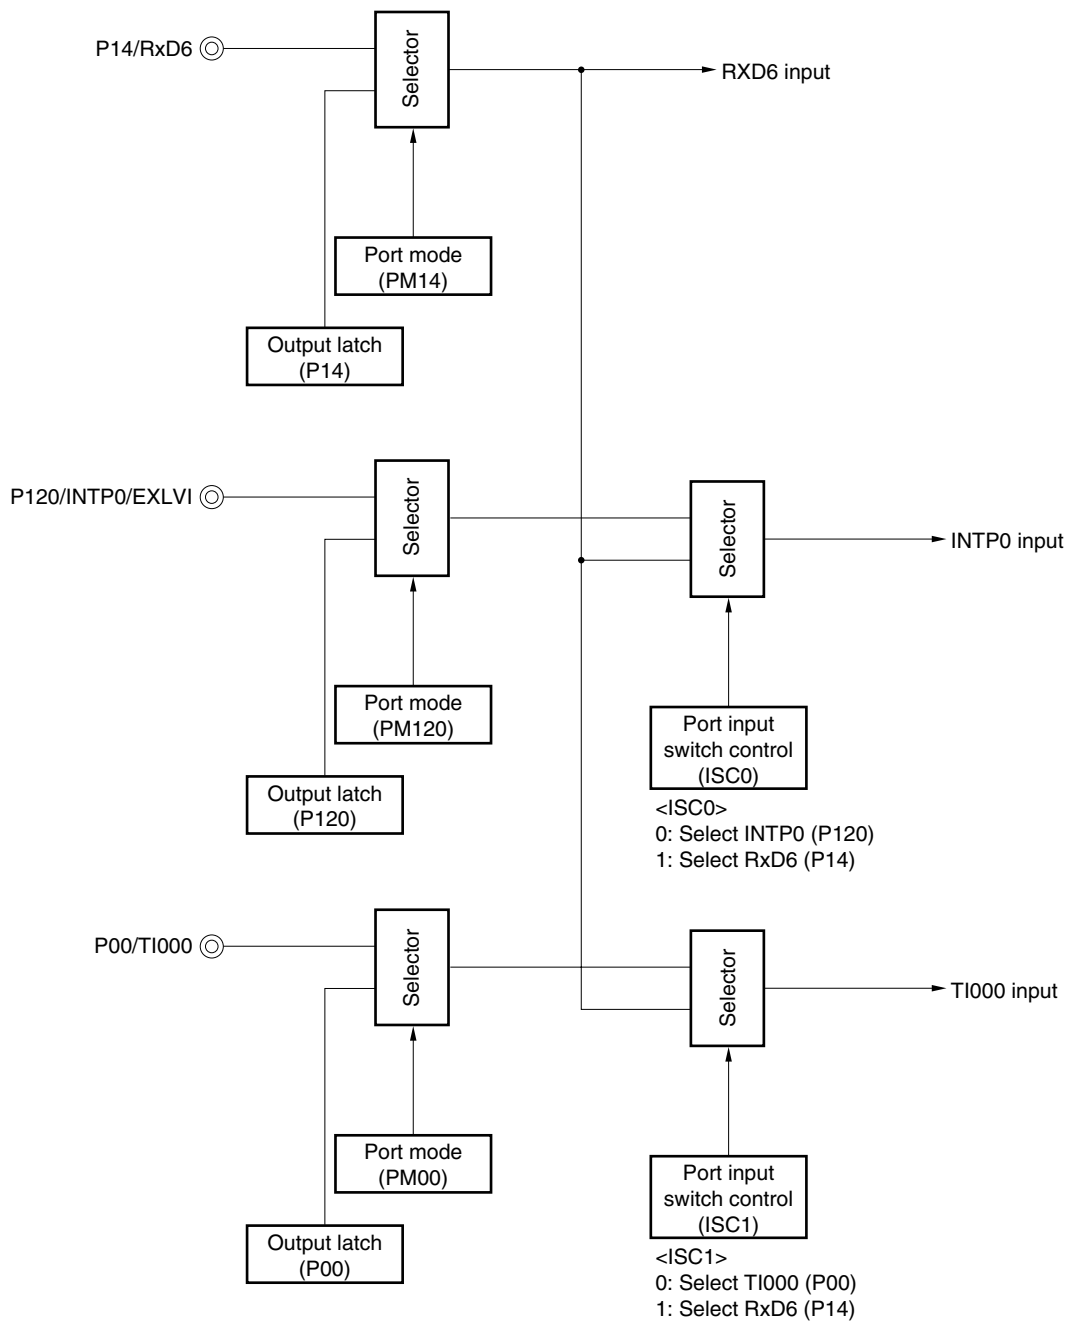 P14/RxD6
Selector
RXD6 input
Port mode
(PM14)
Output latch
(P14)
P120/INTP0/EXLVI
Selector
Selector
INTP0 input
Port mode
(PM120)
Port input
switch control
(ISC0)
Output latch
(P120)
<ISC0>
0: Select INTP0 (P120)
1: Select RxD6 (P14)
P00/TI000
Selector
Selector
TI000 input
Port mode
(PM00)
Port input
switch control
(ISC1)
Output latch
(P00)
<ISC1>
0: Select TI000 (P00)
1: Select RxD6 (P14)